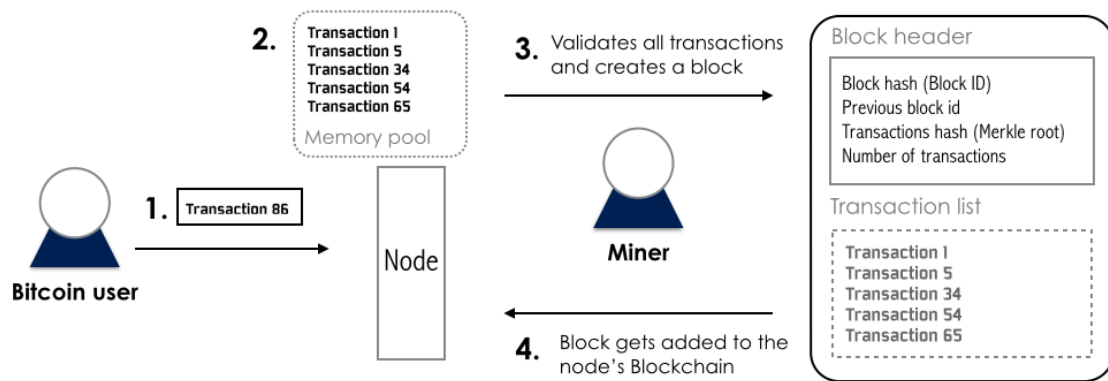 1.
Transaction 86
Bitcoin user
2.
Transaction 1
Transaction 5
Transaction 34
Transaction 54
Transaction 65
Memory pool
Node
3.
Validates all transactions
and creates a block
Miner
4.
Block gets added to the
node's Blockchain
Block header
Block hash (Block ID)
Previous block id
Transactions hash (Merkle root)
Number of transactions
Transaction list
Transaction 1
Transaction 5
Transaction 34
Transaction 54
Transaction 65